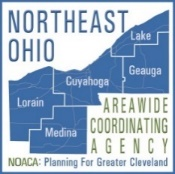 NORTHEAST
OHIO
Lake
Geauga
Cuyahoga
Lorain
Medina
AREAWIDE
COORDINATING
AGENCY
NOACA: Planning For Greater Cleveland